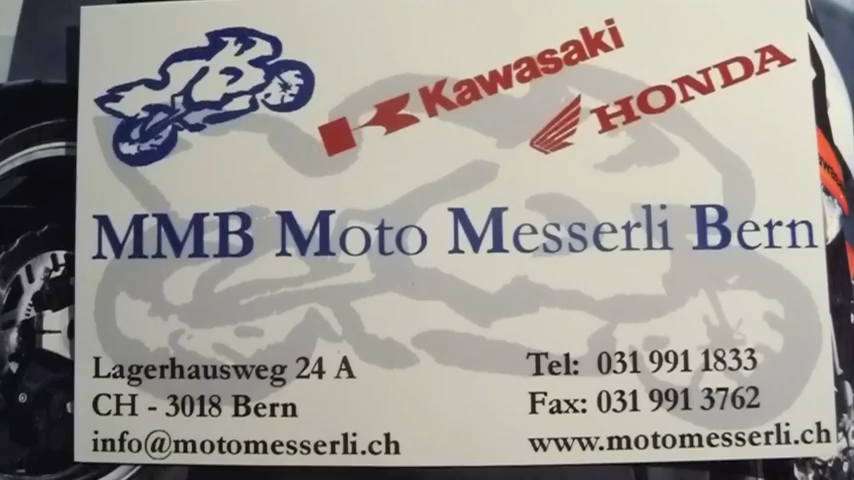 Kawasaki
HONDA
MMB Moto Messerli Bern
Lagerhausweg 24 A
CH - 3018 Bern
info@motomesserli.ch
Tel: 031 991 1833
Fax: 031 991 3762
www.motomesserli.ch